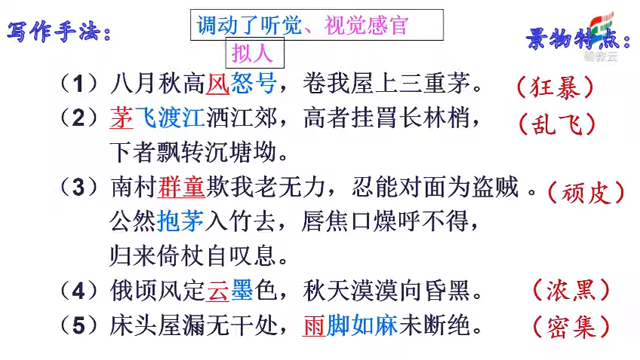 写作手法：
调动了听觉、视觉感官
拟人
景物特点：
（1）八月秋高风怒号，卷我屋上三重茅。（狂暴）
（2）茅飞渡江洒江郊，高者挂罥长林梢，（乱飞）
下者飘转沉塘坳。
（3）南村群童欺我老无力，忍能对面为盗贼 。（顽皮）
公然抱茅入竹去，唇焦口燥呼不得，
归来倚杖自叹息。
（4）俄顷风定云墨色，秋天漠漠向昏黑。（浓黑）
（5）床头屋漏无干处，雨脚如麻未断绝。（密集）